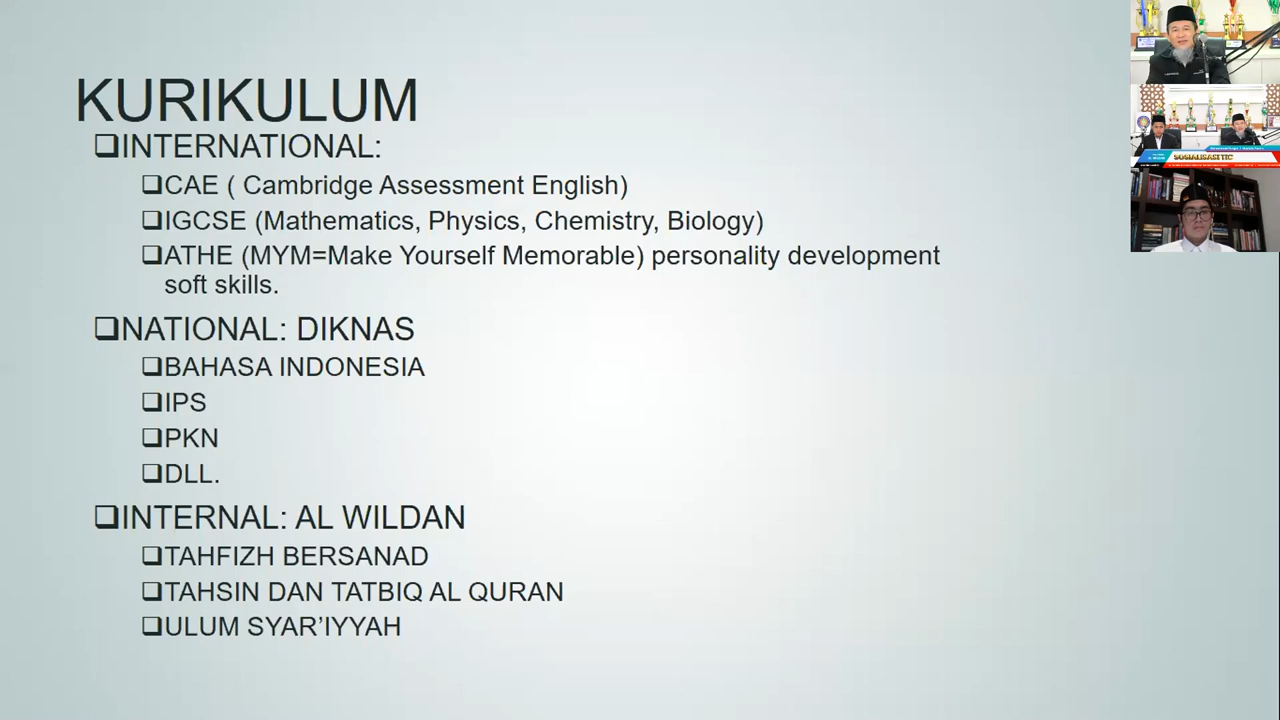 KURIKULUM
❑INTERNATIONAL:
❑CAE ( Cambridge Assessment English)
❑IGCSE (Mathematics, Physics, Chemistry, Biology)
❑ATHE (MYM=Make Yourself Memorable) personality development
soft skills.
❑NATIONAL: DIKNAS
❑BAHASA INDONESIA
❑IPS
❑PKN
❑DLL.
❑INTERNAL: AL WILDAN
❑TAHFIZH BERSANAD
❑TAHSIN DAN TATBIQ AL QURAN
❑ULUM SYAR’IYYAH
SOSIALISASI TIC